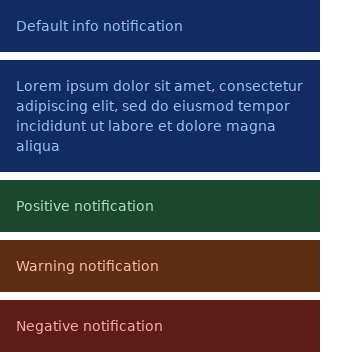 Default info notification
Lorem ipsum dolor sit amet, consectetur
adipiscing elit, sed do eiusmod tempor
incididunt ut labore et dolore magna
aliqua
Positive notification
Warning notification
Negative notification